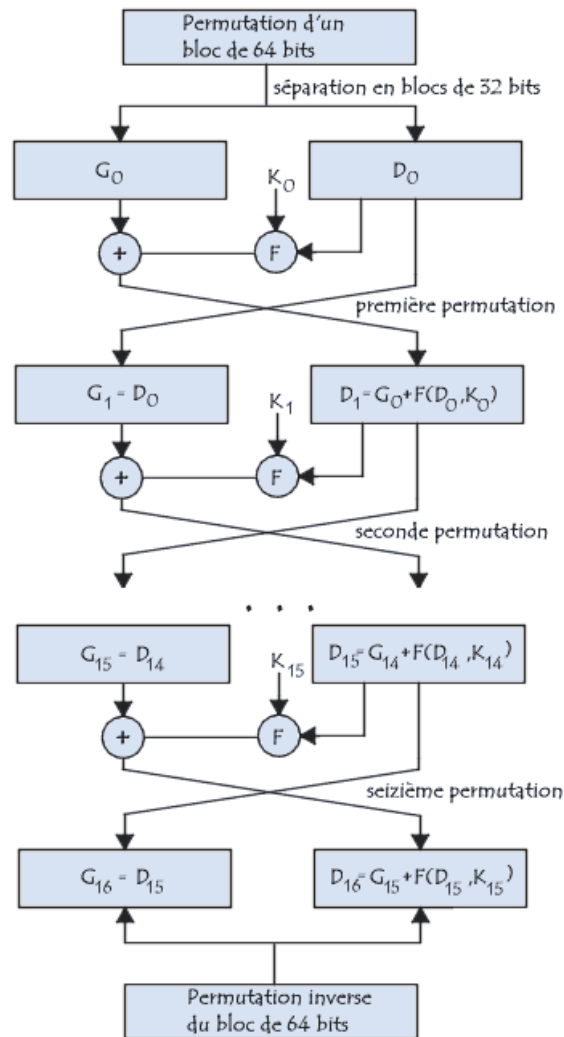 Permutation d'un
bloc de 64 bits
séparation en blocs de 32 bits
G₀
K₀
D₀
+
F
première permutation
G₁ = D₀
K₁
D₁ = G₀+F(D₀,K₀)
+
F
seconde permutation
. . .
G₁₅ = D₁₄
K₁₅
D₁₅=G₁₄+F(D₁₄,K₁₄)
+
F
seizième permutation
G₁₆ = D₁₅
D₁₆=G₁₅+F(D₁₅,K₁₅)
Permutation inverse
du bloc de 64 bits